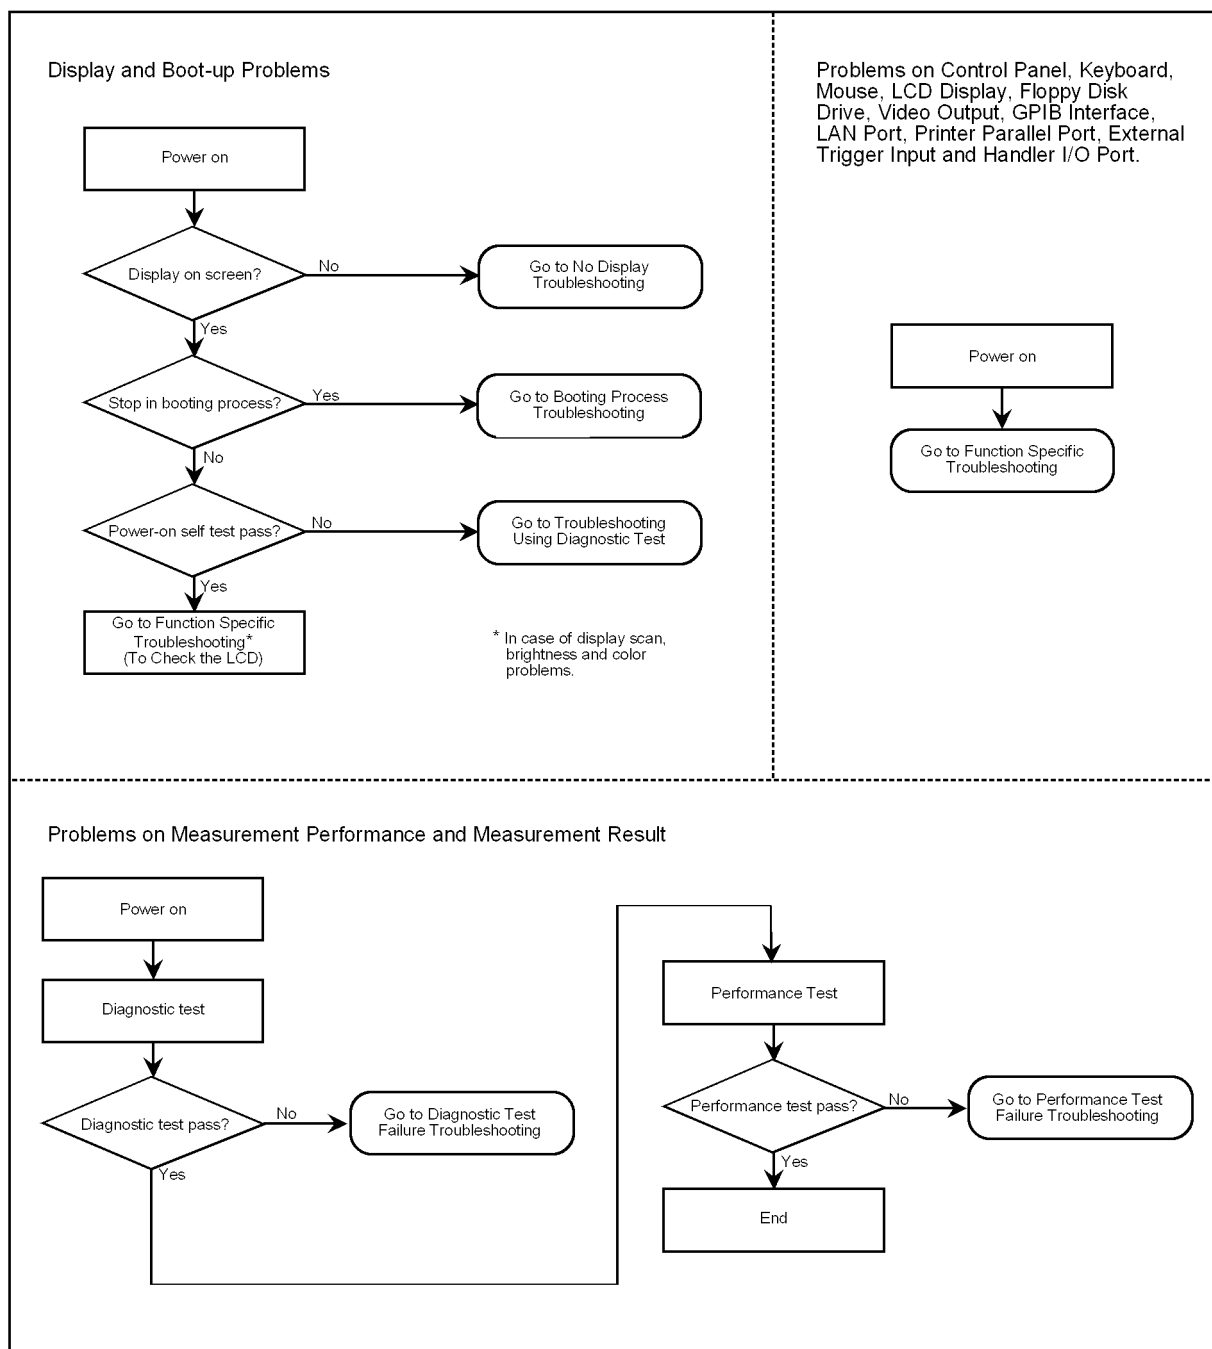 Display and Boot-up Problems
Power on
Display on screen?
No
Go to No Display
Troubleshooting
Yes
Stop in booting process?
Yes
Go to Booting Process
Troubleshooting
No
Power-on self test pass?
No
Go to Troubleshooting
Using Diagnostic Test
Yes
Go to Function Specific
Troubleshooting*
(To Check the LCD)
* In case of display scan,
brightness and color
problems.
Problems on Control Panel, Keyboard,
Mouse, LCD Display, Floppy Disk
Drive, Video Output, GPIB Interface,
LAN Port, Printer Parallel Port, External
Trigger Input and Handler I/O Port.
Power on
Go to Function Specific
Troubleshooting
Problems on Measurement Performance and Measurement Result
Power on
Diagnostic test
Diagnostic test pass?
No
Go to Diagnostic Test
Failure Troubleshooting
Yes
Performance Test
Performance test pass?
No
Go to Performance Test
Failure Troubleshooting
Yes
End